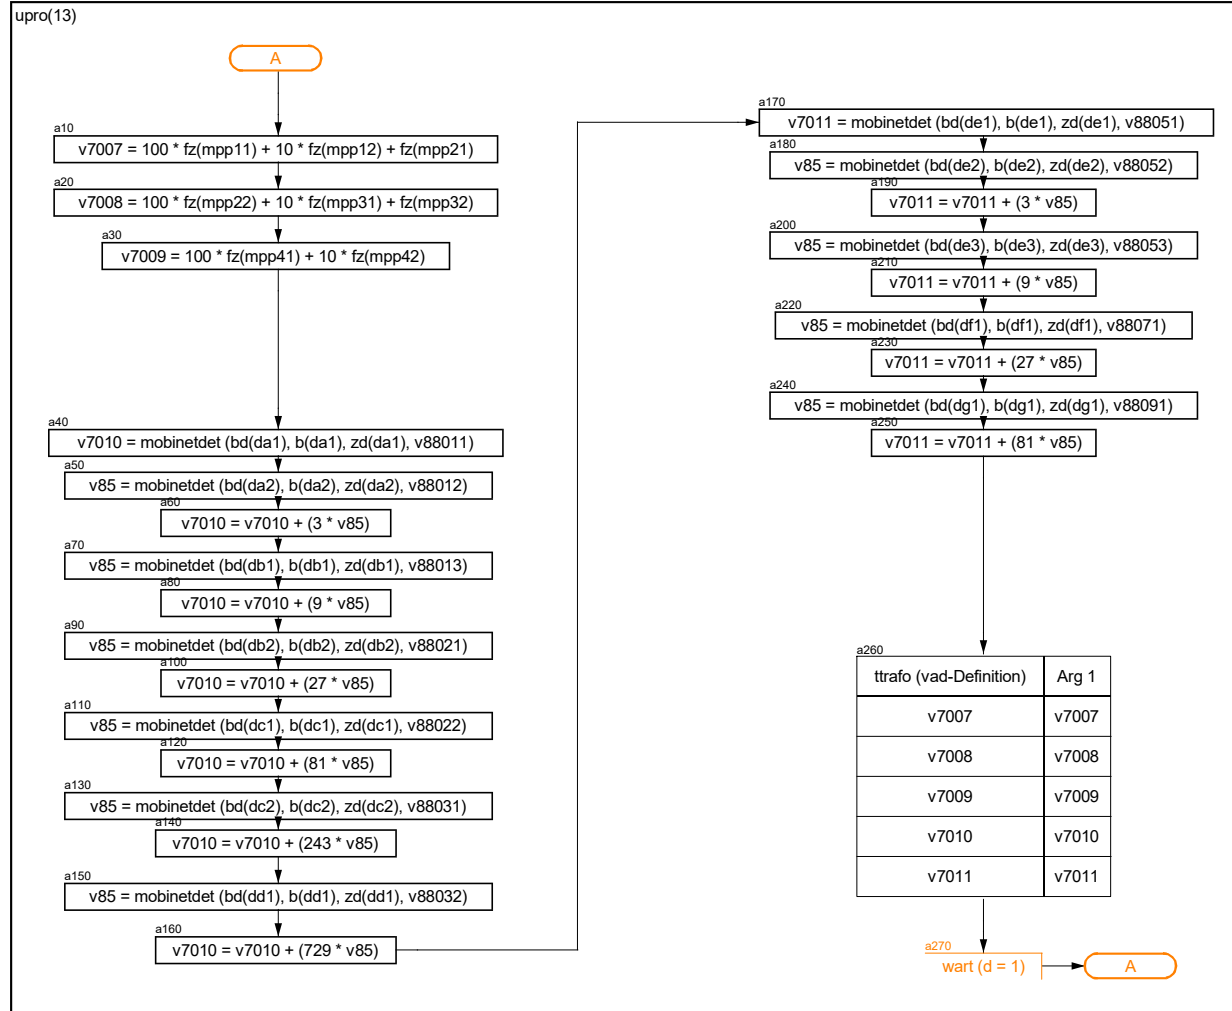 upro(13)
A
a10
v7007 = 100 * fz(mpp11) + 10 * fz(mpp12) + fz(mpp21)
a20
v7008 = 100 * fz(mpp22) + 10 * fz(mpp31) + fz(mpp32)
a30
v7009 = 100 * fz(mpp41) + 10 * fz(mpp42)
a40
v7010 = mobinetdet (bd(da1), b(da1), zd(da1), v88011)
a50
v85 = mobinetdet (bd(da2), b(da2), zd(da2), v88012)
a60
v7010 = v7010 + (3 * v85)
a70
v85 = mobinetdet (bd(db1), b(db1), zd(db1), v88013)
a80
v7010 = v7010 + (9 * v85)
a90
v85 = mobinetdet (bd(db2), b(db2), zd(db2), v88021)
a100
v7010 = v7010 + (27 * v85)
a110
v85 = mobinetdet (bd(dc1), b(dc1), zd(dc1), v88022)
a120
v7010 = v7010 + (81 * v85)
a130
v85 = mobinetdet (bd(dc2), b(dc2), zd(dc2), v88031)
a140
v7010 = v7010 + (243 * v85)
a150
v85 = mobinetdet (bd(dd1), b(dd1), zd(dd1), v88032)
a160
v7010 = v7010 + (729 * v85)
a170
v7011 = mobinetdet (bd(de1), b(de1), zd(de1), v88051)
a180
v85 = mobinetdet (bd(de2), b(de2), zd(de2), v88052)
a190
v7011 = v7011 + (3 * v85)
a200
v85 = mobinetdet (bd(de3), b(de3), zd(de3), v88053)
a210
v7011 = v7011 + (9 * v85)
a220
v85 = mobinetdet (bd(df1), b(df1), zd(df1), v88071)
a230
v7011 = v7011 + (27 * v85)
a240
v85 = mobinetdet (bd(dg1), b(dg1), zd(dg1), v88091)
a250
v7011 = v7011 + (81 * v85)
a260
ttrafo (vad-Definition) Arg 1
v7007 v7007
v7008 v7008
v7009 v7009
v7010 v7010
v7011 v7011
a270
wart (d = 1) A